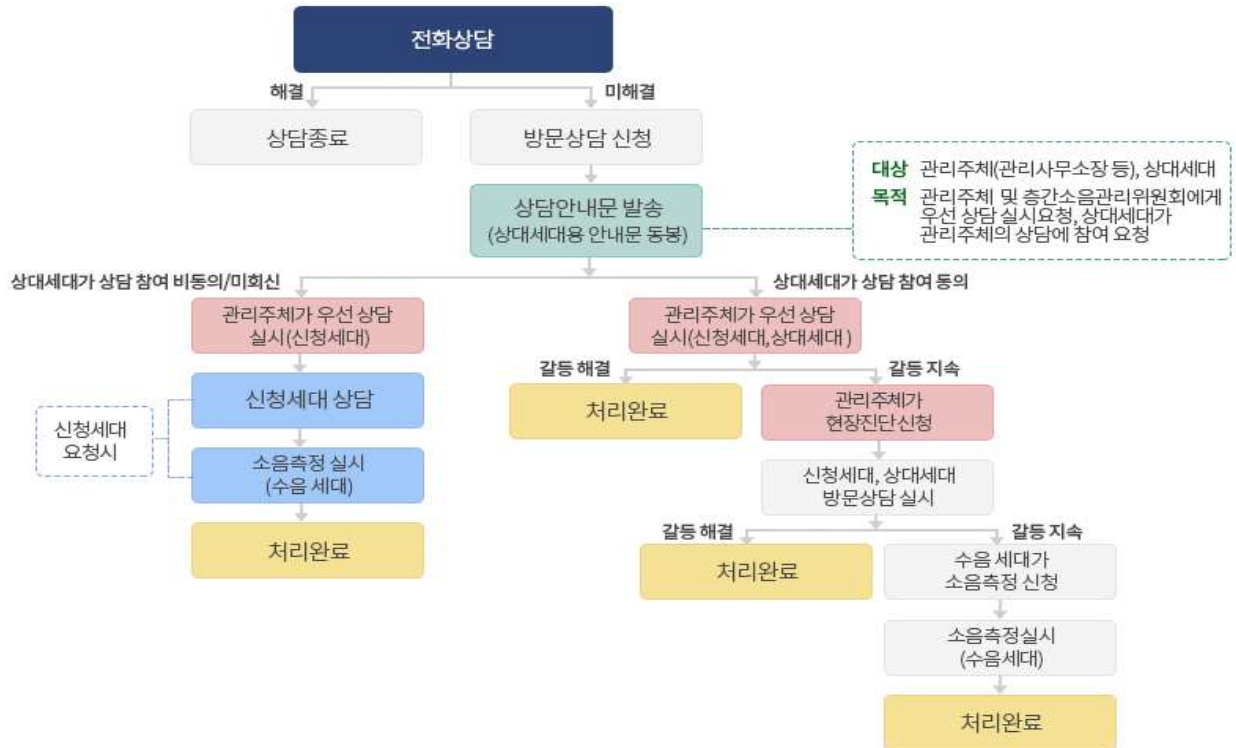 전화상담
해결
미해결
상담종료
방문상담 신청
대상 관리주체(관리사무소장 등), 상대세대
목적 관리주체 및 층간소음관리위원회에게
우선 상담 실시요청, 상대세대가
관리주체의 상담에 참여 요청
상담안내문 발송
(상대세대용 안내문 동봉)
상대세대가 상담 참여 비동의/미회신
상대세대가 상담 참여 동의
관리주체가 우선 상담
실시(신청세대)
관리주체가 우선 상담
실시(신청세대,상대세대 )
갈등 해결
갈등 지속
신청세대 상담
처리완료
관리주체가
현장진단 신청
신청세대
요청시
소음측정 실시
(수음 세대)
신청세대, 상대세대
방문상담 실시
처리완료
갈등 해결
갈등 지속
처리완료
수음 세대가
소음측정 신청
소음측정실시
(수음세대)
처리완료